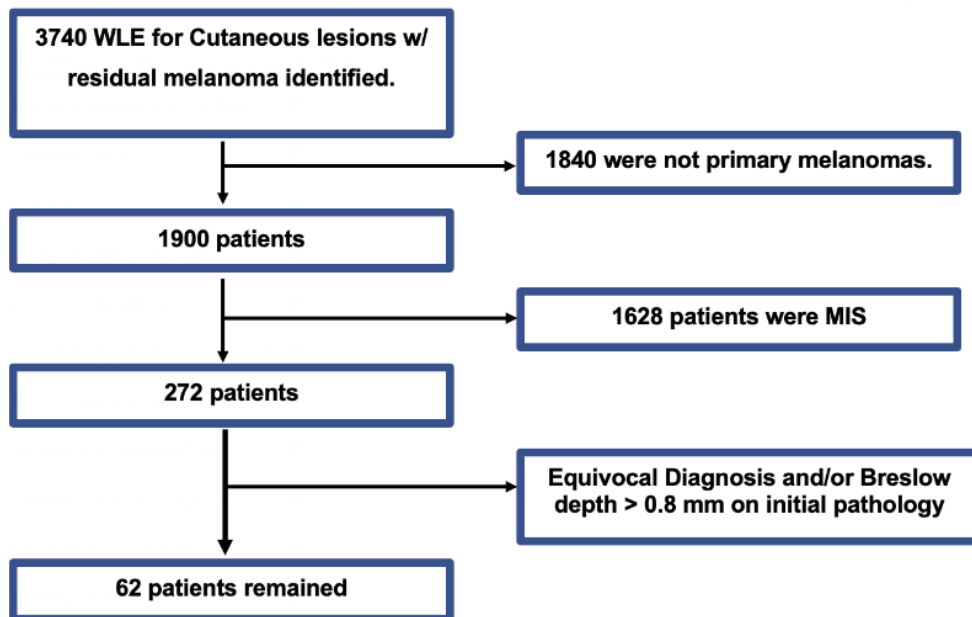 3740 WLE for Cutaneous lesions w/
residual melanoma identified.
1840 were not primary melanomas.
1900 patients
1628 patients were MIS
272 patients
Equivocal Diagnosis and/or Breslow
depth > 0.8 mm on initial pathology
62 patients remained